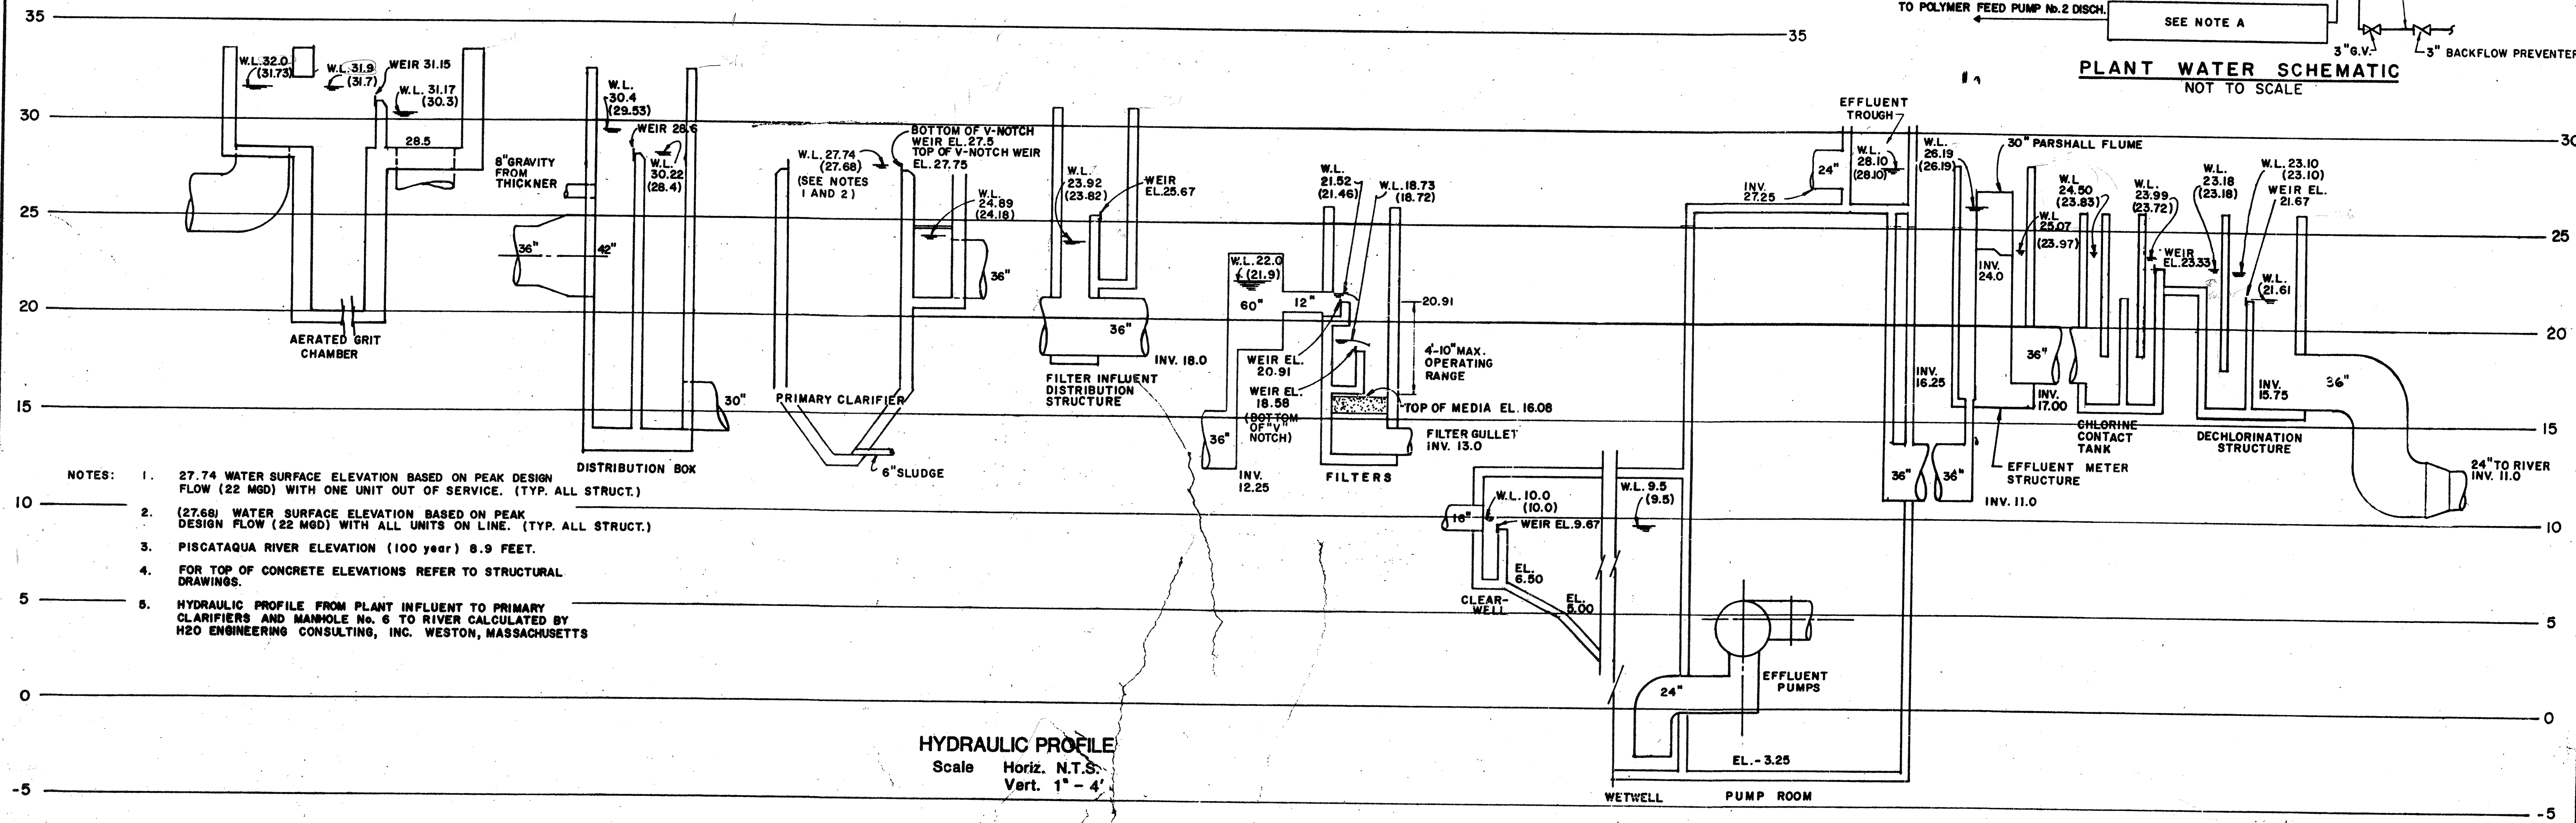 35
TO POLYMER FEED PUMP No.2 DISCH.
SEE NOTE A
35
3" G.V.
3" BACKFLOW PREVENTER
PLANT WATER SCHEMATIC
NOT TO SCALE
W.L. 32.0
(31.73)
W.L. 31.9
(31.7)
WEIR 31.15
W.L. 31.17
(30.3)
28.5
AERATED GRIT
CHAMBER
30
25
20
15
10
5
0
-5
8" GRAVITY
FROM
THICKNER
W.L.
30.4
(29.53)
WEIR 28.6
W.L.
30.22
(28.4)
36"
42"
30"
DISTRIBUTION BOX
W.L. 27.74
(27.68)
(SEE NOTES
1 AND 2)
BOTTOM OF V-NOTCH
WEIR EL. 27.5
TOP OF V-NOTCH WEIR
EL. 27.75
W.L.
24.89
(24.18)
36"
PRIMARY CLARIFIER
6" SLUDGE
W.L.
23.92
(23.82)
WEIR
EL. 25.67
36"
INV. 18.0
FILTER INFLUENT
DISTRIBUTION
STRUCTURE
W.L. 22.0
(21.9)
60"
12"
36"
INV.
12.25
W.L.
21.52
(21.46)
W.L. 18.73
(18.72)
20.91
4'-10" MAX.
OPERATING
RANGE
WEIR EL.
20.91
WEIR EL.
18.58
(BOTTOM
OF "V"
NOTCH)
TOP OF MEDIA EL. 16.08
FILTER GULLET
INV. 13.0
FILTERS
16"
W.L. 10.0
(10.0)
WEIR EL. 9.67
W.L. 9.5
(9.5)
EL.
6.50
CLEAR-
WELL
EL.
5.00
24"
EFFLUENT
PUMPS
EL. - 3.25
WETWELL
PUMP ROOM
EFFLUENT
TROUGH
24"
INV.
27.25
W.L.
28.10
(28.10)
W.L.
26.19
(26.19)
30" PARSHALL FLUME
W.L
25.07
(23.97)
INV.
24.0
INV.
16.25
36"
36"
INV. 11.0
36"
INV.
17.00
EFFLUENT METER
STRUCTURE
W.L
24.50
(23.83)
W.L.
23.99
(23.72)
WEIR
EL. 23.33
CHLORINE
CONTACT
TANK
W.L.
23.18
(23.18)
W.L. 23.10
(23.10)
WEIR EL.
21.67
W.L.
21.61
INV.
15.75
DECHLORINATION
STRUCTURE
36"
24" TO RIVER
INV. 11.0
30
25
20
15
10
5
0
-5
NOTES: 1. 27.74 WATER SURFACE ELEVATION BASED ON PEAK DESIGN
FLOW (22 MGD) WITH ONE UNIT OUT OF SERVICE. (TYP. ALL STRUCT.)
2. (27.68) WATER SURFACE ELEVATION BASED ON PEAK
DESIGN FLOW (22 MGD) WITH ALL UNITS ON LINE. (TYP. ALL STRUCT.)
3. PISCATAQUA RIVER ELEVATION (100 year) 8.9 FEET.
4. FOR TOP OF CONCRETE ELEVATIONS REFER TO STRUCTURAL
DRAWINGS.
5. HYDRAULIC PROFILE FROM PLANT INFLUENT TO PRIMARY
CLARIFIERS AND MANHOLE No. 6 TO RIVER CALCULATED BY
H2O ENGINEERING CONSULTING, INC. WESTON, MASSACHUSETTS
HYDRAULIC PROFILE
Scale Horiz. N.T.S.
Vert. 1" - 4'